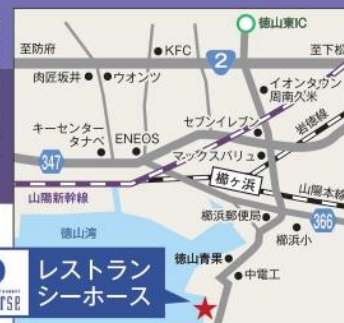 徳山東IC
至防府
KFC
2
至下松
肉匠坂井
ウオンツ
イオンタウン
周南久米
キーセンター
タナベ
ENEOS
セブンイレブン
岩徳線
347
マックスバリュ
櫛ヶ浜
山陽本線
山陽新幹線
徳山湾
櫛浜郵便局
366
櫛浜小
徳山青果
中電工
レストラン
シーホース